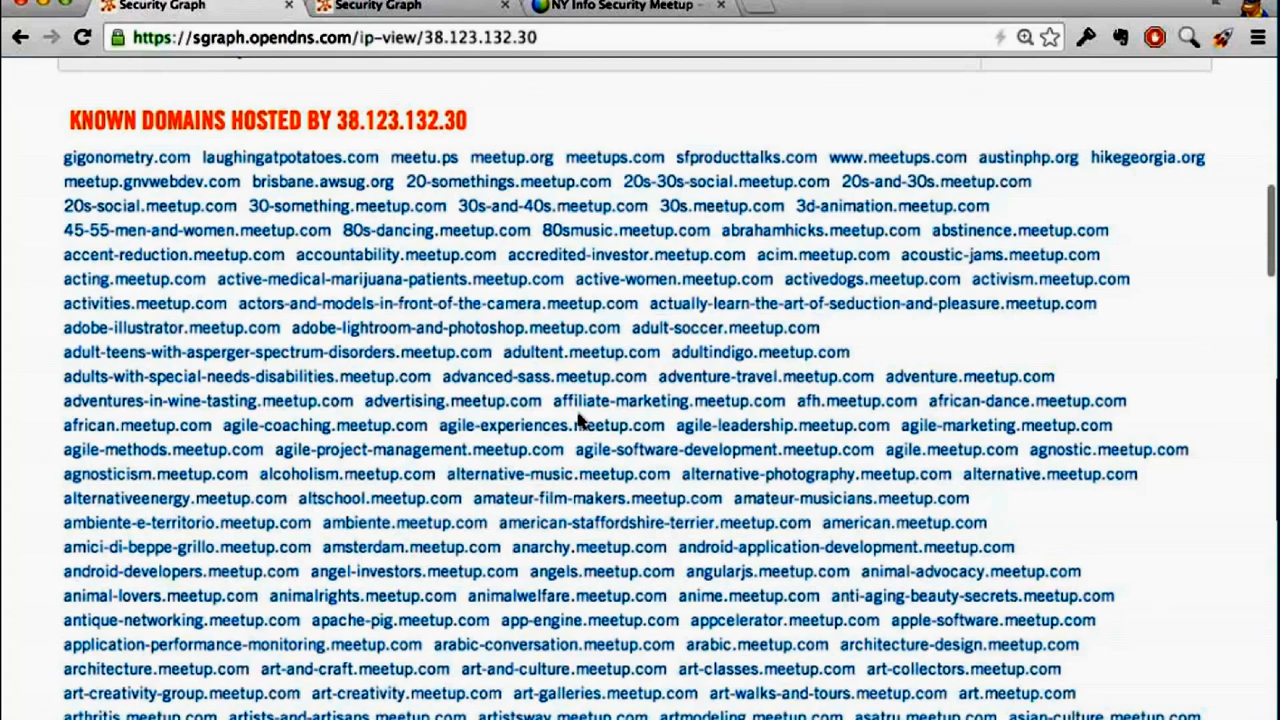 Security Graph × Security Graph × NY Info Security Meetup ×
https://sgraph.opendns.com/ip-view/38.123.132.30
KNOWN DOMAINS HOSTED BY 38.123.132.30
gigonometry.com laughingatpotatoes.com meetu.ps meetup.org meetups.com sfproducttalks.com www.meetups.com austinphp.org hikegeorgia.org
meetup.gnvwebdev.com brisbane.awsug.org 20-somethings.meetup.com 20s-30s-social.meetup.com 20s-and-30s.meetup.com
20s-social.meetup.com 30-something.meetup.com 30s-and-40s.meetup.com 30s.meetup.com 3d-animation.meetup.com
45-55-men-and-women.meetup.com 80s-dancing.meetup.com 80smusic.meetup.com abrahamhicks.meetup.com abstinence.meetup.com
accent-reduction.meetup.com accountability.meetup.com accredited-investor.meetup.com acim.meetup.com acoustic-jams.meetup.com
acting.meetup.com active-medical-marijuana-patients.meetup.com active-women.meetup.com activedogs.meetup.com activism.meetup.com
activities.meetup.com actors-and-models-in-front-of-the-camera.meetup.com actually-learn-the-art-of-seduction-and-pleasure.meetup.com
adobe-illustrator.meetup.com adobe-lightroom-and-photoshop.meetup.com adult-soccer.meetup.com
adult-teens-with-asperger-spectrum-disorders.meetup.com adultent.meetup.com adultindigo.meetup.com
adults-with-special-needs-disabilities.meetup.com advanced-sass.meetup.com adventure-travel.meetup.com adventure.meetup.com
adventures-in-wine-tasting.meetup.com advertising.meetup.com affiliate-marketing.meetup.com afh.meetup.com african-dance.meetup.com
african.meetup.com agile-coaching.meetup.com agile-experiences.meetup.com agile-leadership.meetup.com agile-marketing.meetup.com
agile-methods.meetup.com agile-project-management.meetup.com agile-software-development.meetup.com agile.meetup.com agnostic.meetup.com
agnosticism.meetup.com alcoholism.meetup.com alternative-music.meetup.com alternative-photography.meetup.com alternative.meetup.com
alternativeenergy.meetup.com altschool.meetup.com amateur-film-makers.meetup.com amateur-musicians.meetup.com
ambiente-e-territorio.meetup.com ambiente.meetup.com american-staffordshire-terrier.meetup.com american.meetup.com
amici-di-beppe-grillo.meetup.com amsterdam.meetup.com anarchy.meetup.com android-application-development.meetup.com
android-developers.meetup.com angel-investors.meetup.com angels.meetup.com angularjs.meetup.com animal-advocacy.meetup.com
animal-lovers.meetup.com animalrights.meetup.com animalwelfare.meetup.com anime.meetup.com anti-aging-beauty-secrets.meetup.com
antique-networking.meetup.com apache-pig.meetup.com app-engine.meetup.com appcelerator.meetup.com apple-software.meetup.com
application-performance-monitoring.meetup.com arabic-conversation.meetup.com arabic.meetup.com architecture-design.meetup.com
architecture.meetup.com art-and-craft.meetup.com art-and-culture.meetup.com art-classes.meetup.com art-collectors.meetup.com
art-creativity-group.meetup.com art-creativity.meetup.com art-galleries.meetup.com art-walks-and-tours.meetup.com art.meetup.com
arthritis.meetup.com artists-and-artisans.meetup.com artistsway.meetup.com artmodeling.meetup.com asatru.meetup.com asian-culture.meetup.com